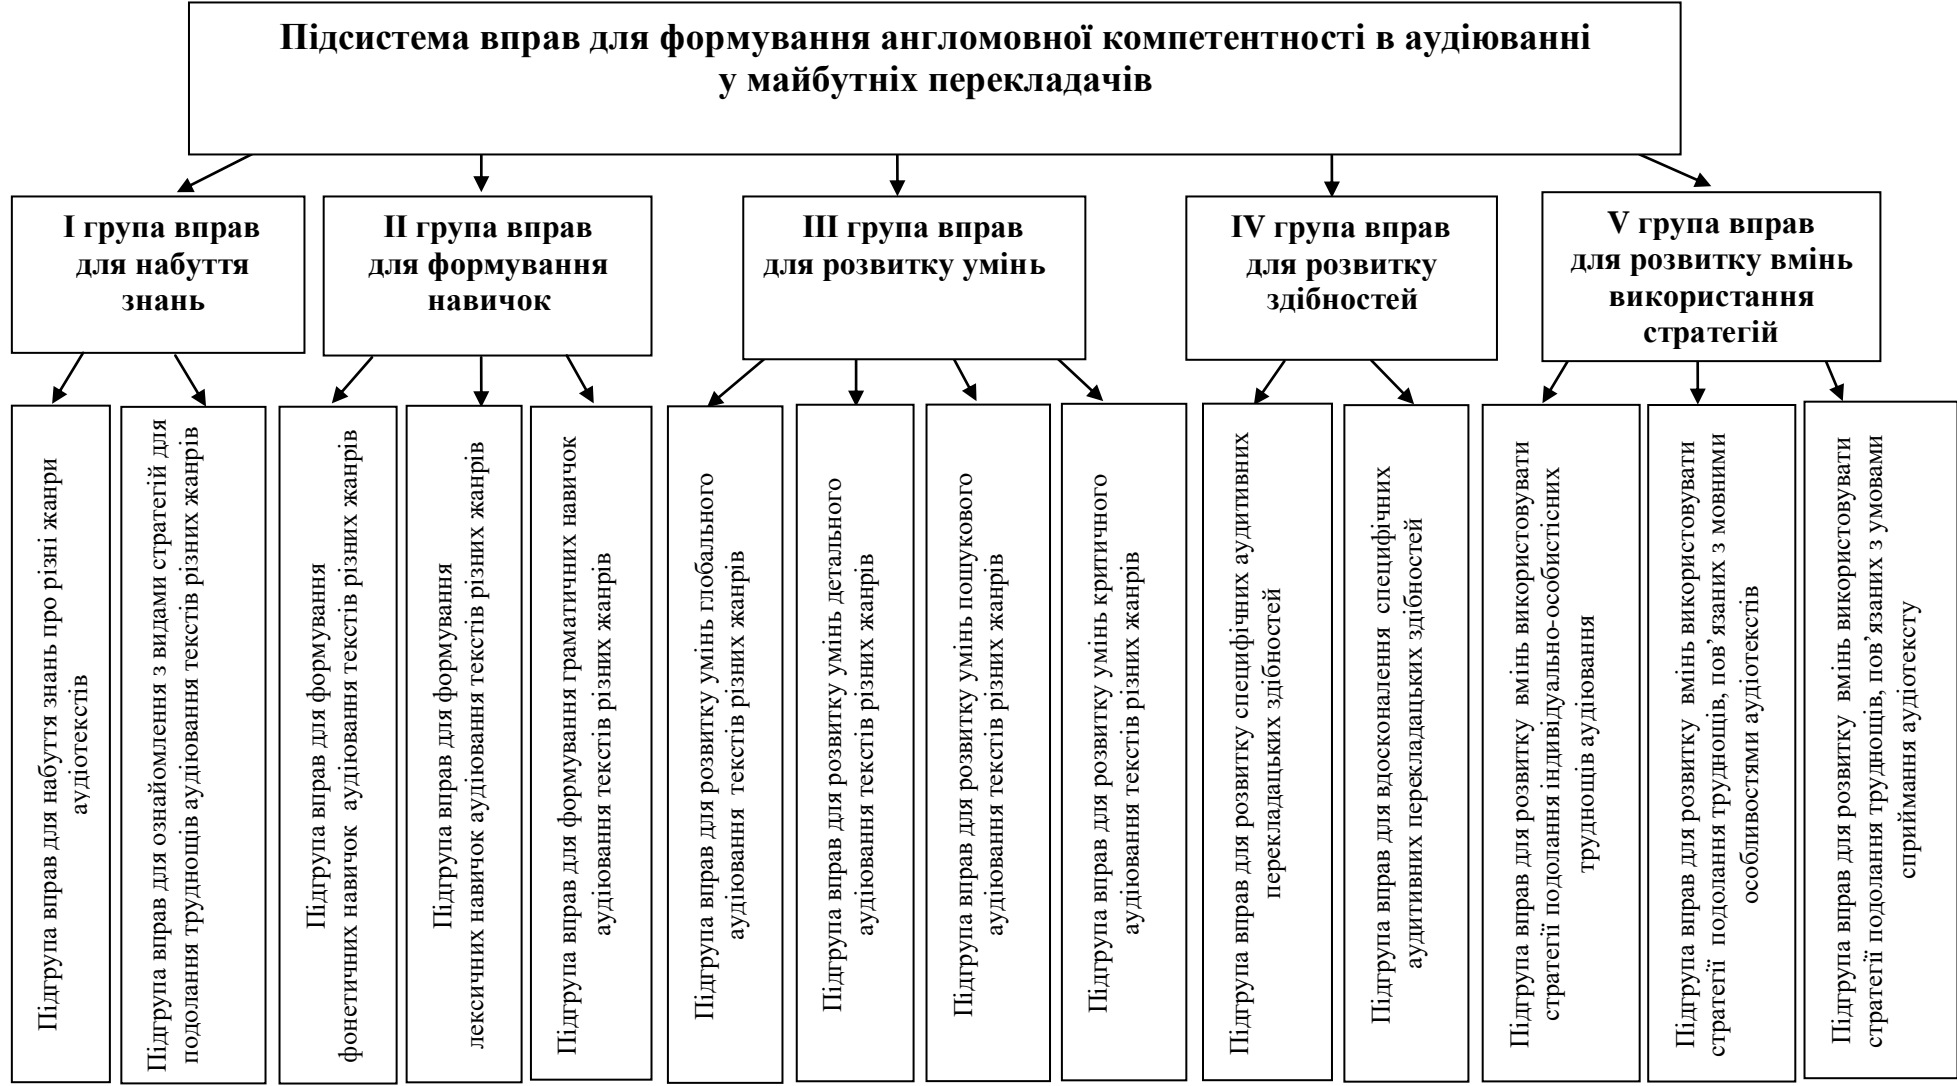 Підсистема вправ для формування англомовної компетентності в аудіюванні
у майбутніх перекладачів
І група вправ
для набуття
знань
ІІ група вправ
для формування
навичок
ІІІ група вправ
для розвитку умінь
IV група вправ
для розвитку
здібностей
V група вправ
для розвитку вмінь
використання
стратегій
Підгрупа вправ для набуття знань про різні жанри
аудіотекстів
Підгрупа вправ для ознайомлення з видами стратегій для
подолання труднощів аудіювання текстів різних жанрів
Підгрупа вправ для формування
фонетичних навичок аудіювання текстів різних жанрів
Підгрупа вправ для формування
лексичних навичок аудіювання текстів різних жанрів
Підгрупа вправ для формування граматичних навичок
аудіювання текстів різних жанрів
Підгрупа вправ для розвитку умінь глобального
аудіювання текстів різних жанрів
Підгрупа вправ для розвитку умінь детального
аудіювання текстів різних жанрів
Підгрупа вправ для розвитку умінь пошукового
аудіювання текстів різних жанрів
Підгрупа вправ для розвитку умінь критичного
аудіювання текстів різних жанрів
Підгрупа вправ для розвитку специфічних аудитивних
перекладацьких здібностей
Підгрупа вправ для вдосконалення специфічних
аудитивних перекладацьких здібностей
Підгрупа вправ для розвитку вмінь використовувати
стратегії подолання індивідуально-особистісних
труднощів аудіювання
Підгрупа вправ для розвитку вмінь використовувати
стратегії подолання труднощів, пов’язаних з мовними
особливостями аудіотекстів
Підгрупа вправ для розвитку вмінь використовувати
стратегії подолання труднощів, пов’язаних з умовами
сприймання аудіотексту